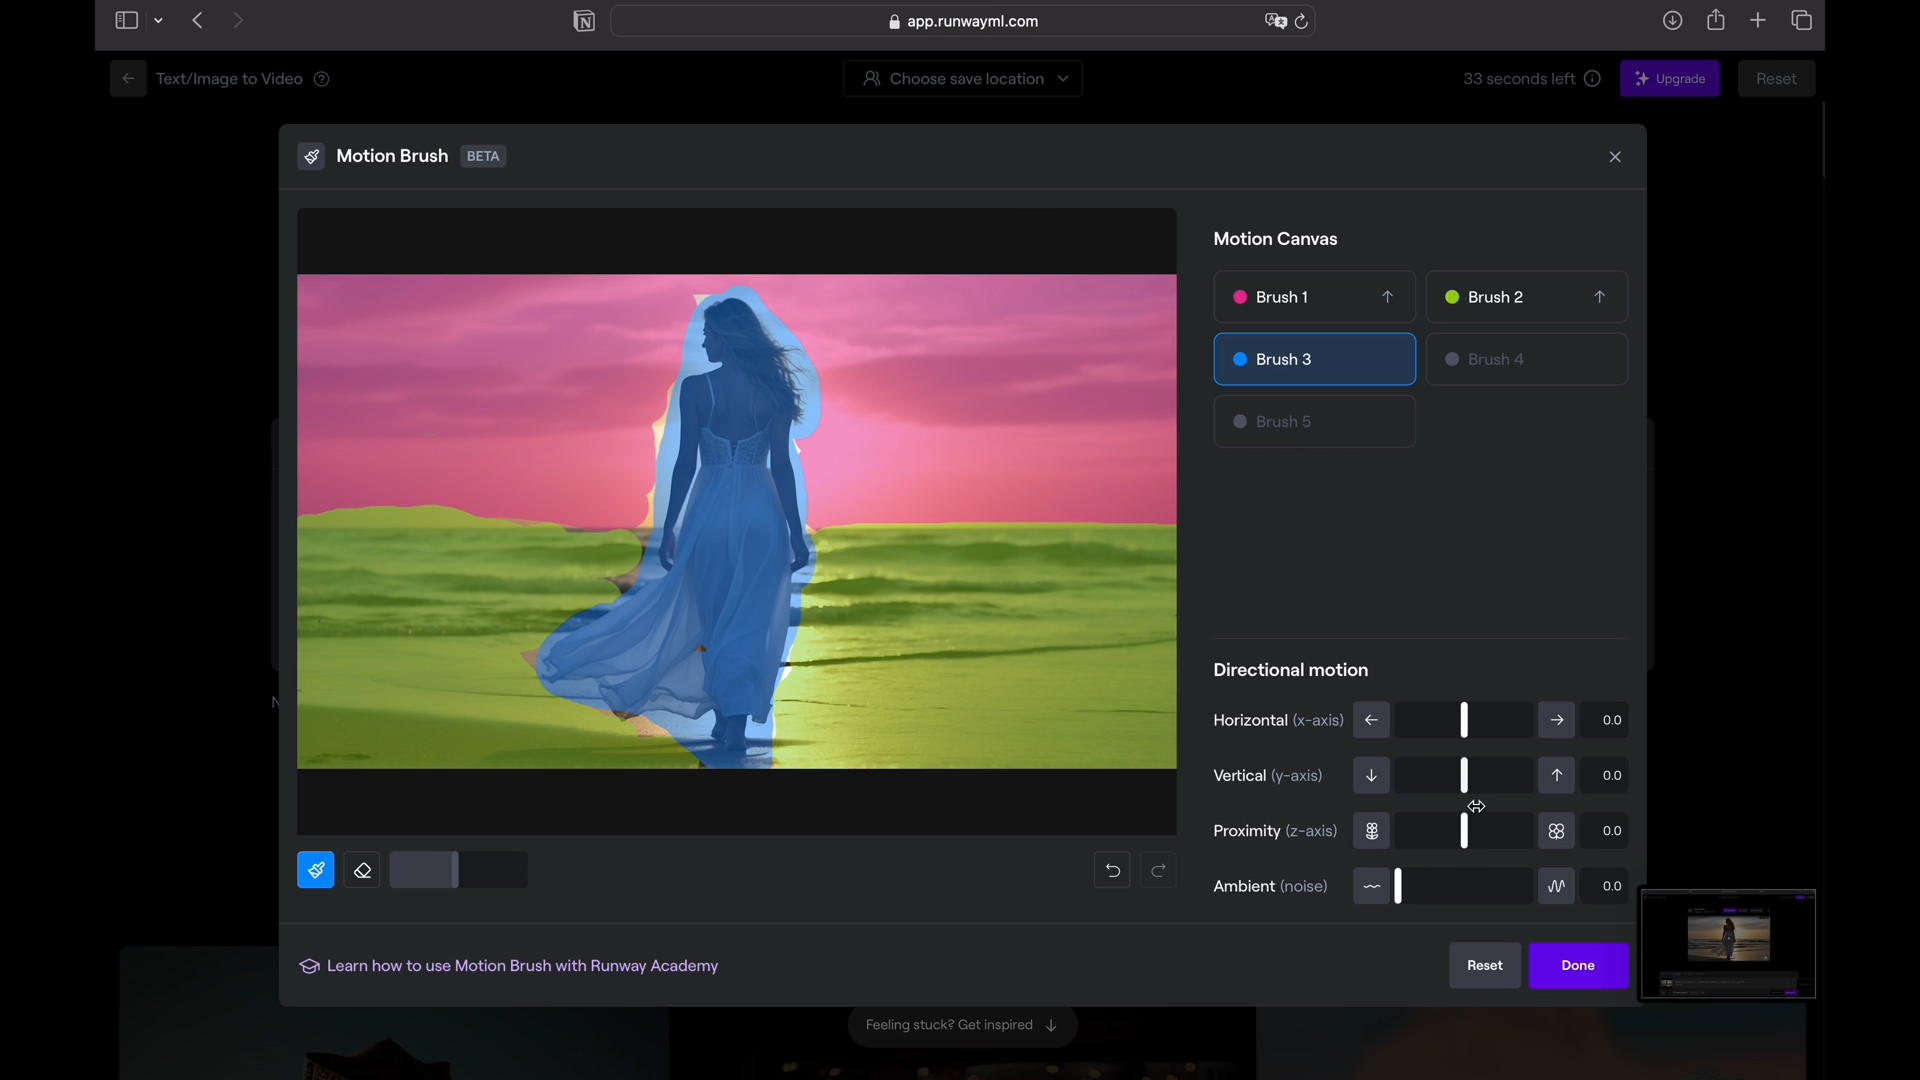 app.runwayml.com
Text/Image to Video
Choose save location
33 seconds left
Upgrade
Reset
Motion Brush BETA
Motion Canvas
Brush 1
Brush 2
Brush 3
Brush 4
Brush 5
Directional motion
Horizontal (x-axis) 0.0
Vertical (y-axis) 0.0
Proximity (z-axis) 0.0
Ambient (noise) 0.0
Learn how to use Motion Brush with Runway Academy
Reset
Done
Feeling stuck? Get inspired